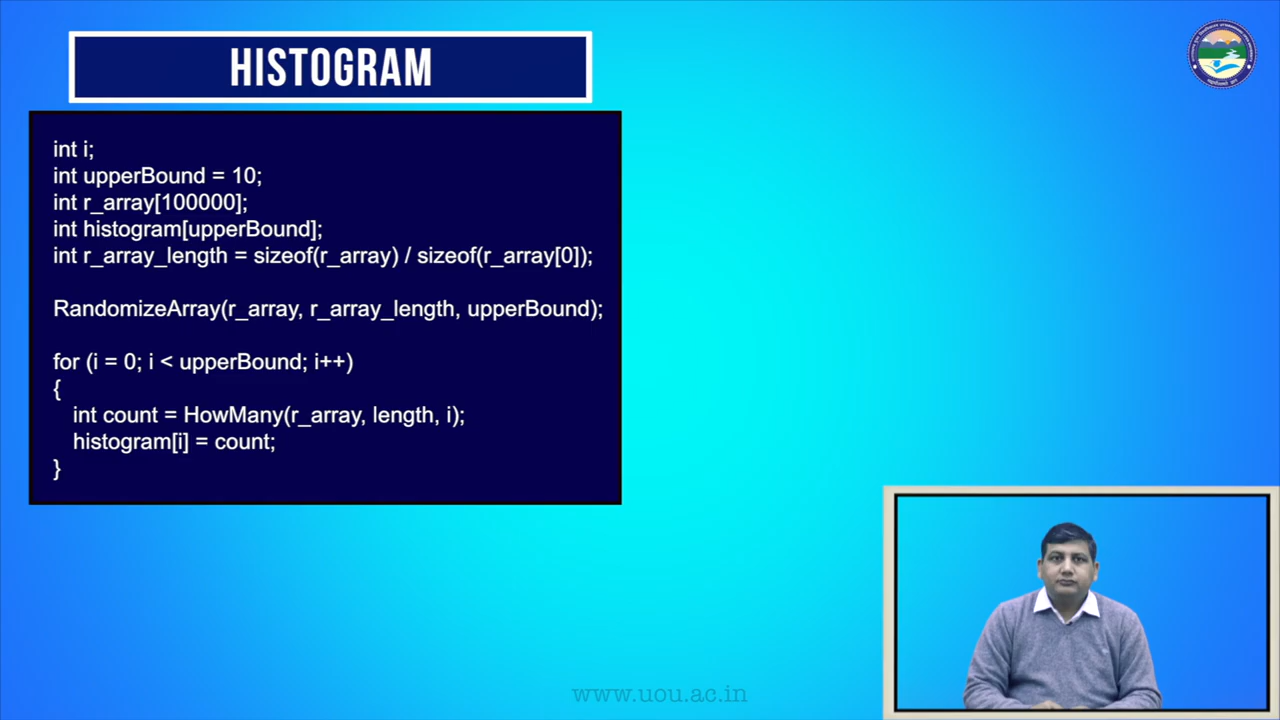 HISTOGRAM
int i;
int upperBound = 10;
int r_array[100000];
int histogram[upperBound];
int r_array_length = sizeof(r_array) / sizeof(r_array[0]);
RandomizeArray(r_array, r_array_length, upperBound);
for (i = 0; i < upperBound; i++)
{
int count = HowMany(r_array, length, i);
histogram[i] = count;
}
www.uou.ac.in